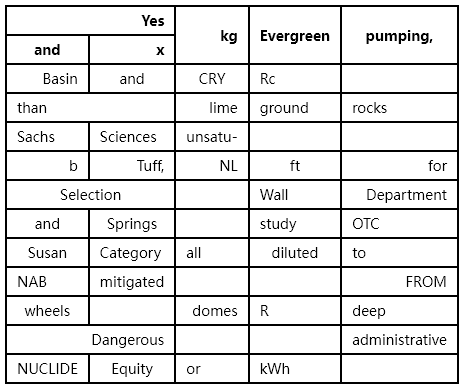 Yes kg Evergreen pumping,
and x
Basin and CRY Rc
than lime ground rocks
Sachs Sciences unsatu-
b Tuff, NL ft for
Selection Wall Department
and Springs study OTC
Susan Category all diluted to
NAB mitigated FROM
wheels domes R deep
Dangerous administrative
NUCLIDE Equity or kWh